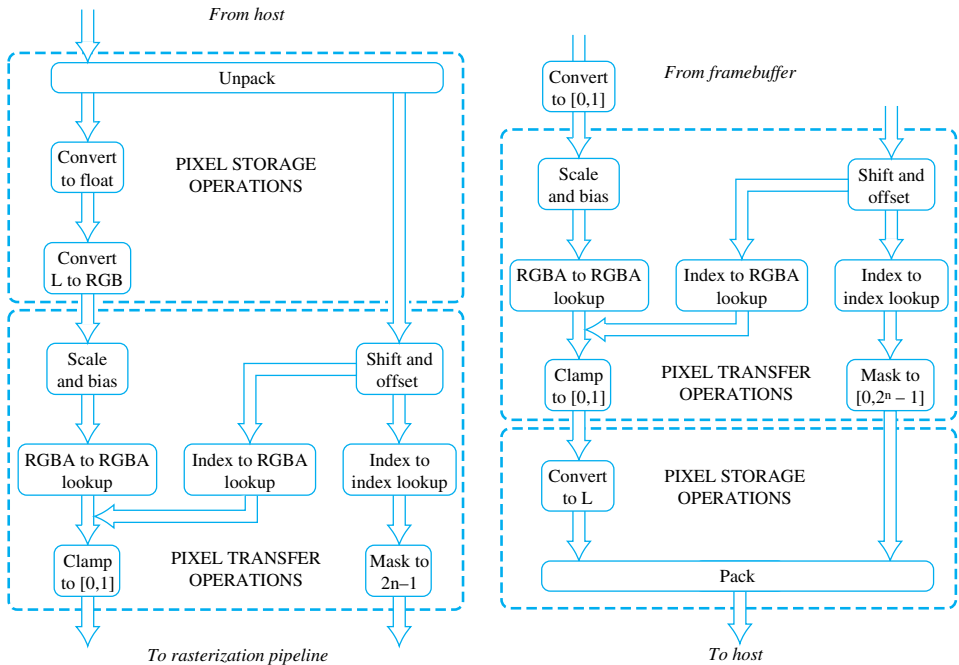 From host
Unpack
Convert
to float
PIXEL STORAGE
OPERATIONS
Convert
L to RGB
Scale
and bias
Shift and
offset
RGBA to RGBA
lookup
Index to RGBA
lookup
Index to
index lookup
Clamp
to [0,1]
PIXEL TRANSFER
OPERATIONS
Mask to
2n–1
To rasterization pipeline
Convert
to [0,1]
From framebuffer
Scale
and bias
Shift and
offset
RGBA to RGBA
lookup
Index to RGBA
lookup
Index to
index lookup
Clamp
to [0,1]
PIXEL TRANSFER
OPERATIONS
Mask to
[0,2ⁿ – 1]
Convert
to L
PIXEL STORAGE
OPERATIONS
Pack
To host